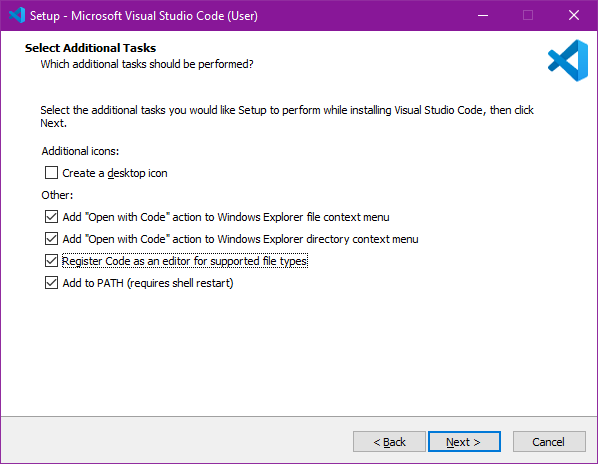 Setup - Microsoft Visual Studio Code (User)
Select Additional Tasks
Which additional tasks should be performed?
Select the additional tasks you would like Setup to perform while installing Visual Studio Code, then click
Next.
Additional icons:
Create a desktop icon
Other:
Add "Open with Code" action to Windows Explorer file context menu
Add "Open with Code" action to Windows Explorer directory context menu
Register Code as an editor for supported file types
Add to PATH (requires shell restart)
< Back Next > Cancel